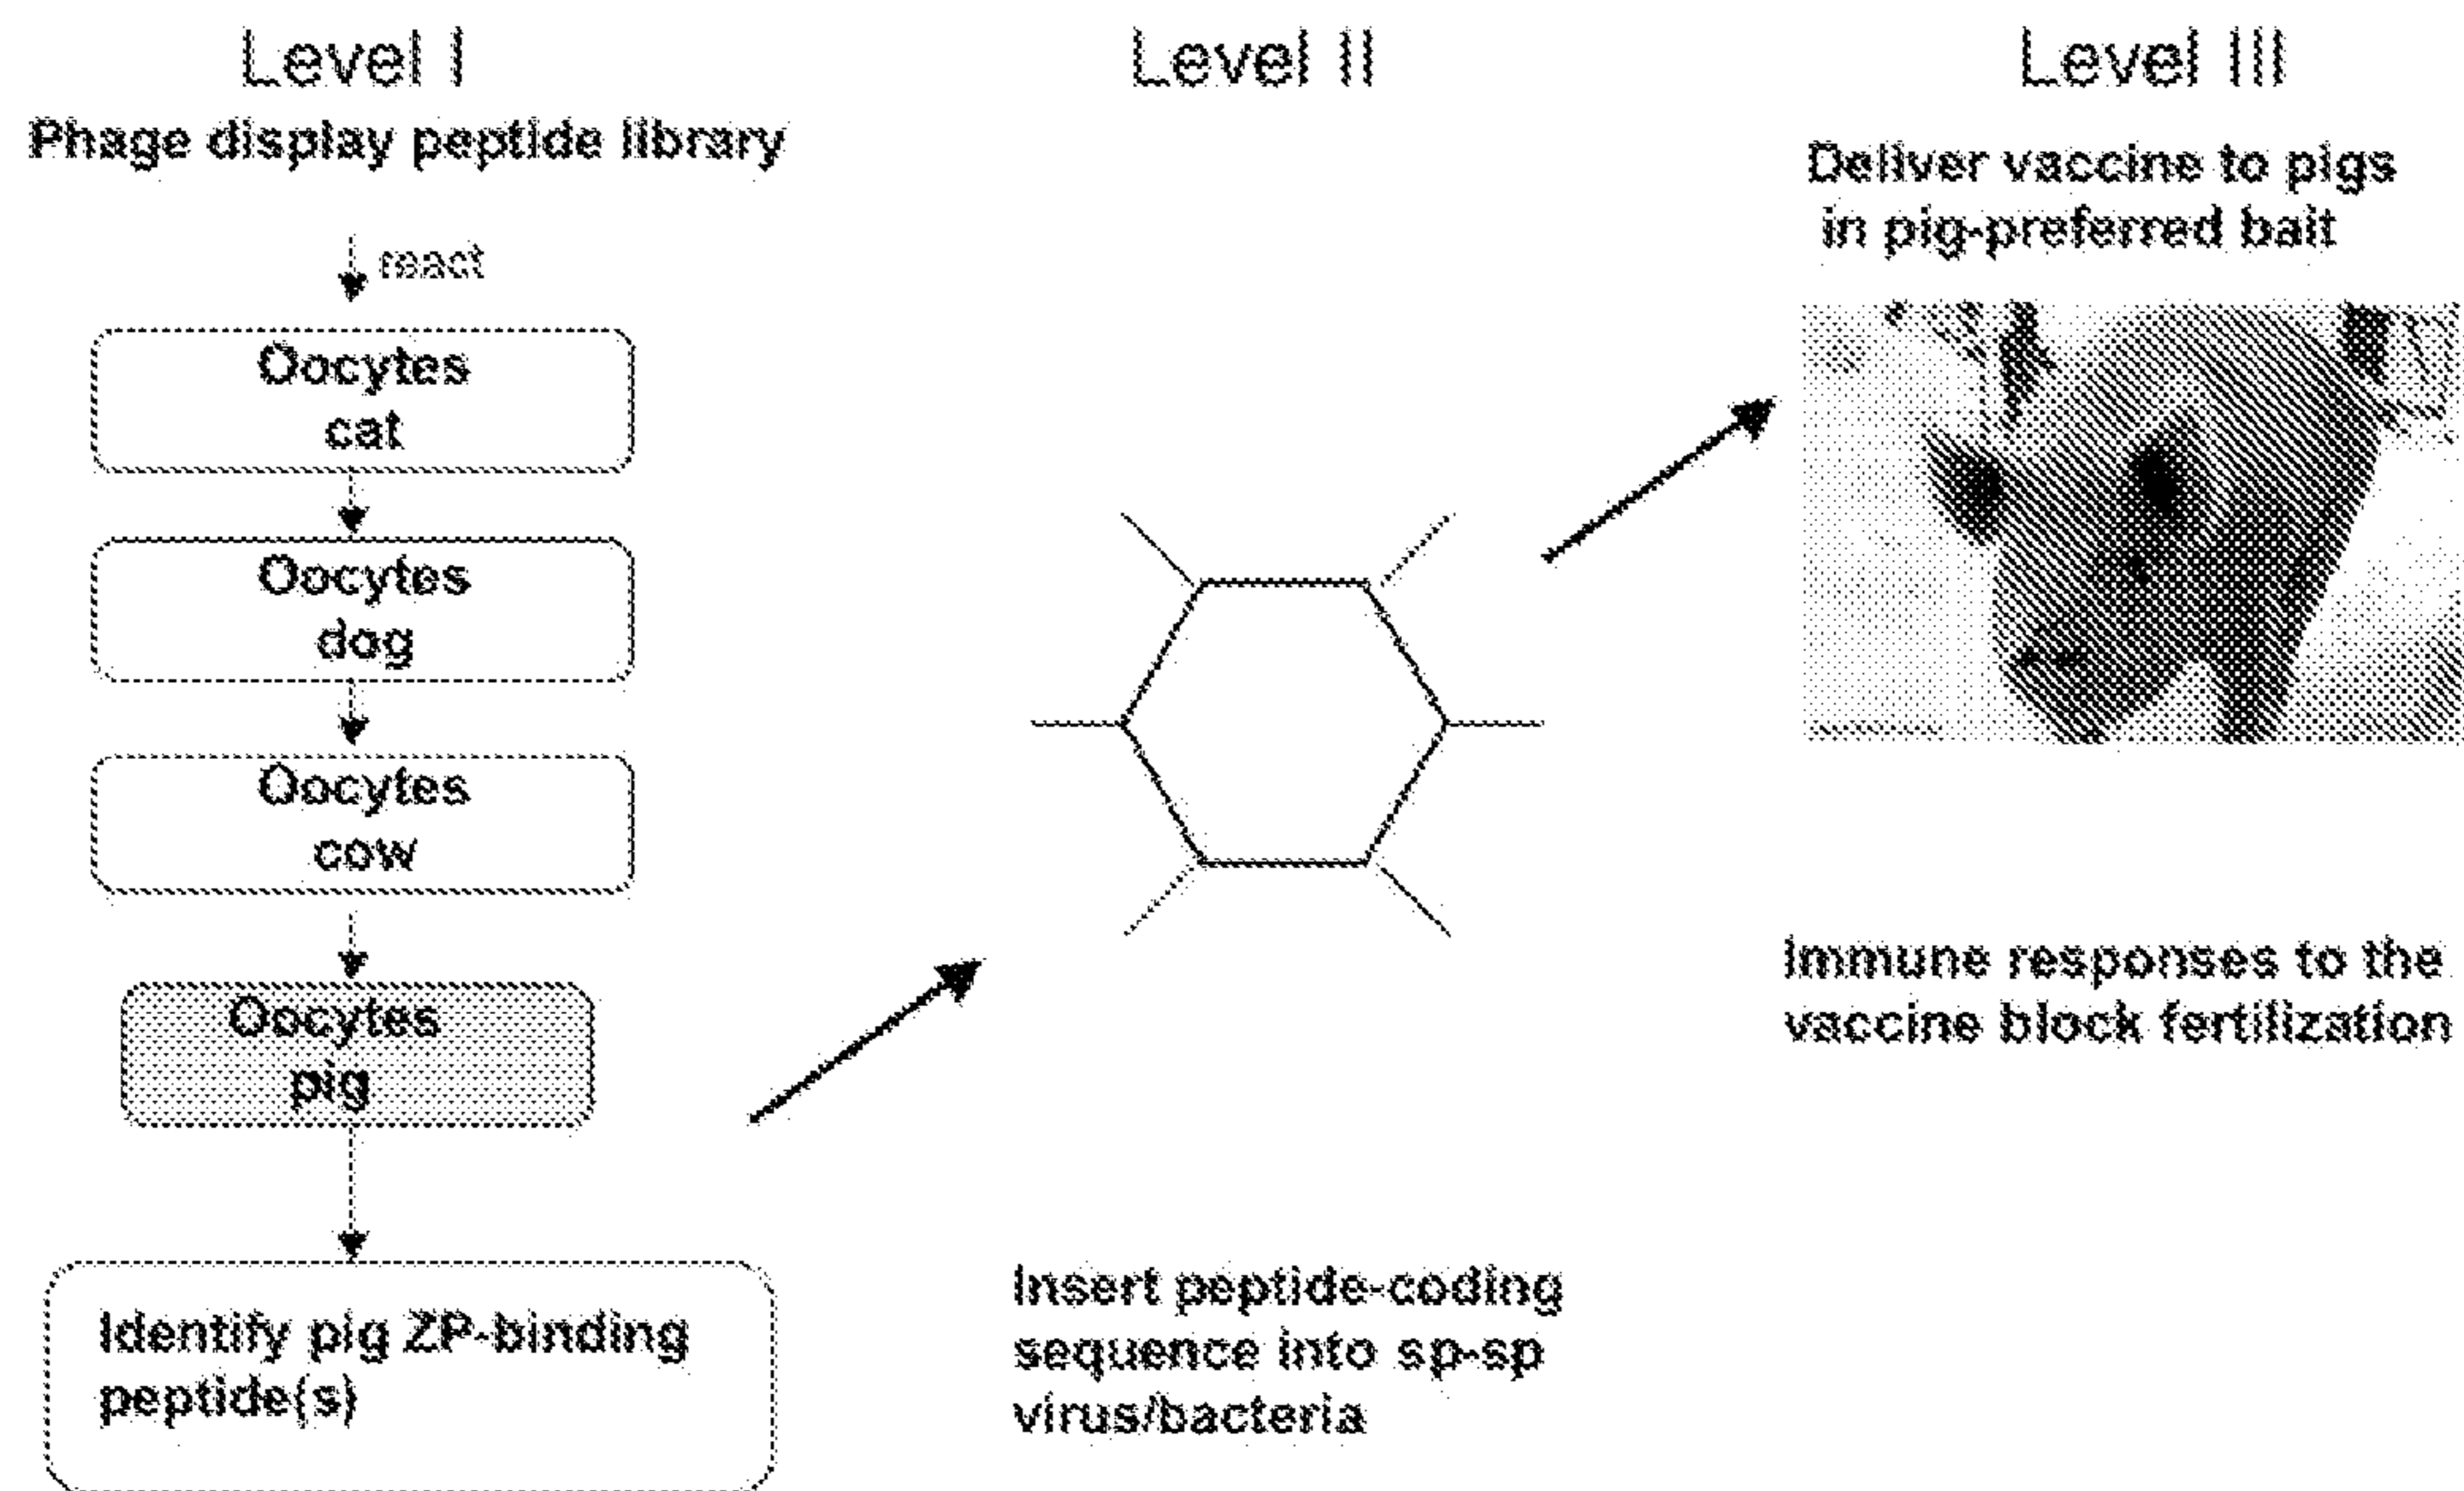 Level I
Phage display peptide library
react
Oocytes
cat
Oocytes
dog
Oocytes
cow
Oocytes
pig
Identify pig ZP-binding
peptide(s)
Level II
Insert peptide-coding
sequence into sp-sp
virus/bacteria
Level III
Deliver vaccine to pigs
in pig-preferred bait
Immune responses to the
vaccine block fertilization